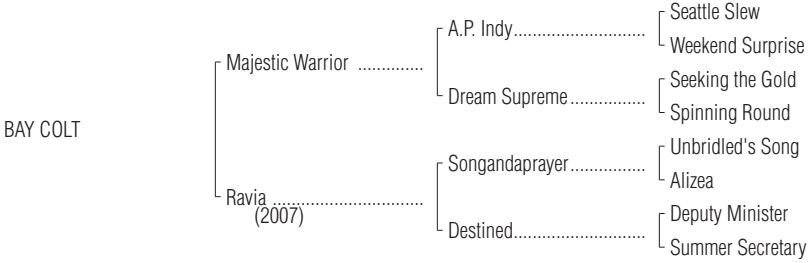 Seattle Slew
A.P. Indy............................
Weekend Surprise
Majestic Warrior ..............
Seeking the Gold
Dream Supreme................
Spinning Round
BAY COLT
Unbridled's Song
Songandaprayer................
Alizea
Ravia ................................
(2007)
Deputy Minister
Destined............................
Summer Secretary